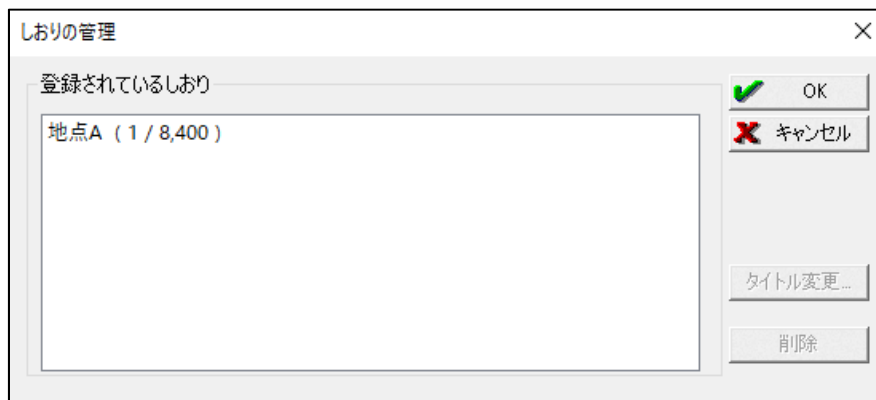 しおりの管理
登録されているしおり
地点A ( 1 / 8,400 )
OK
キャンセル
タイトル変更...
削除